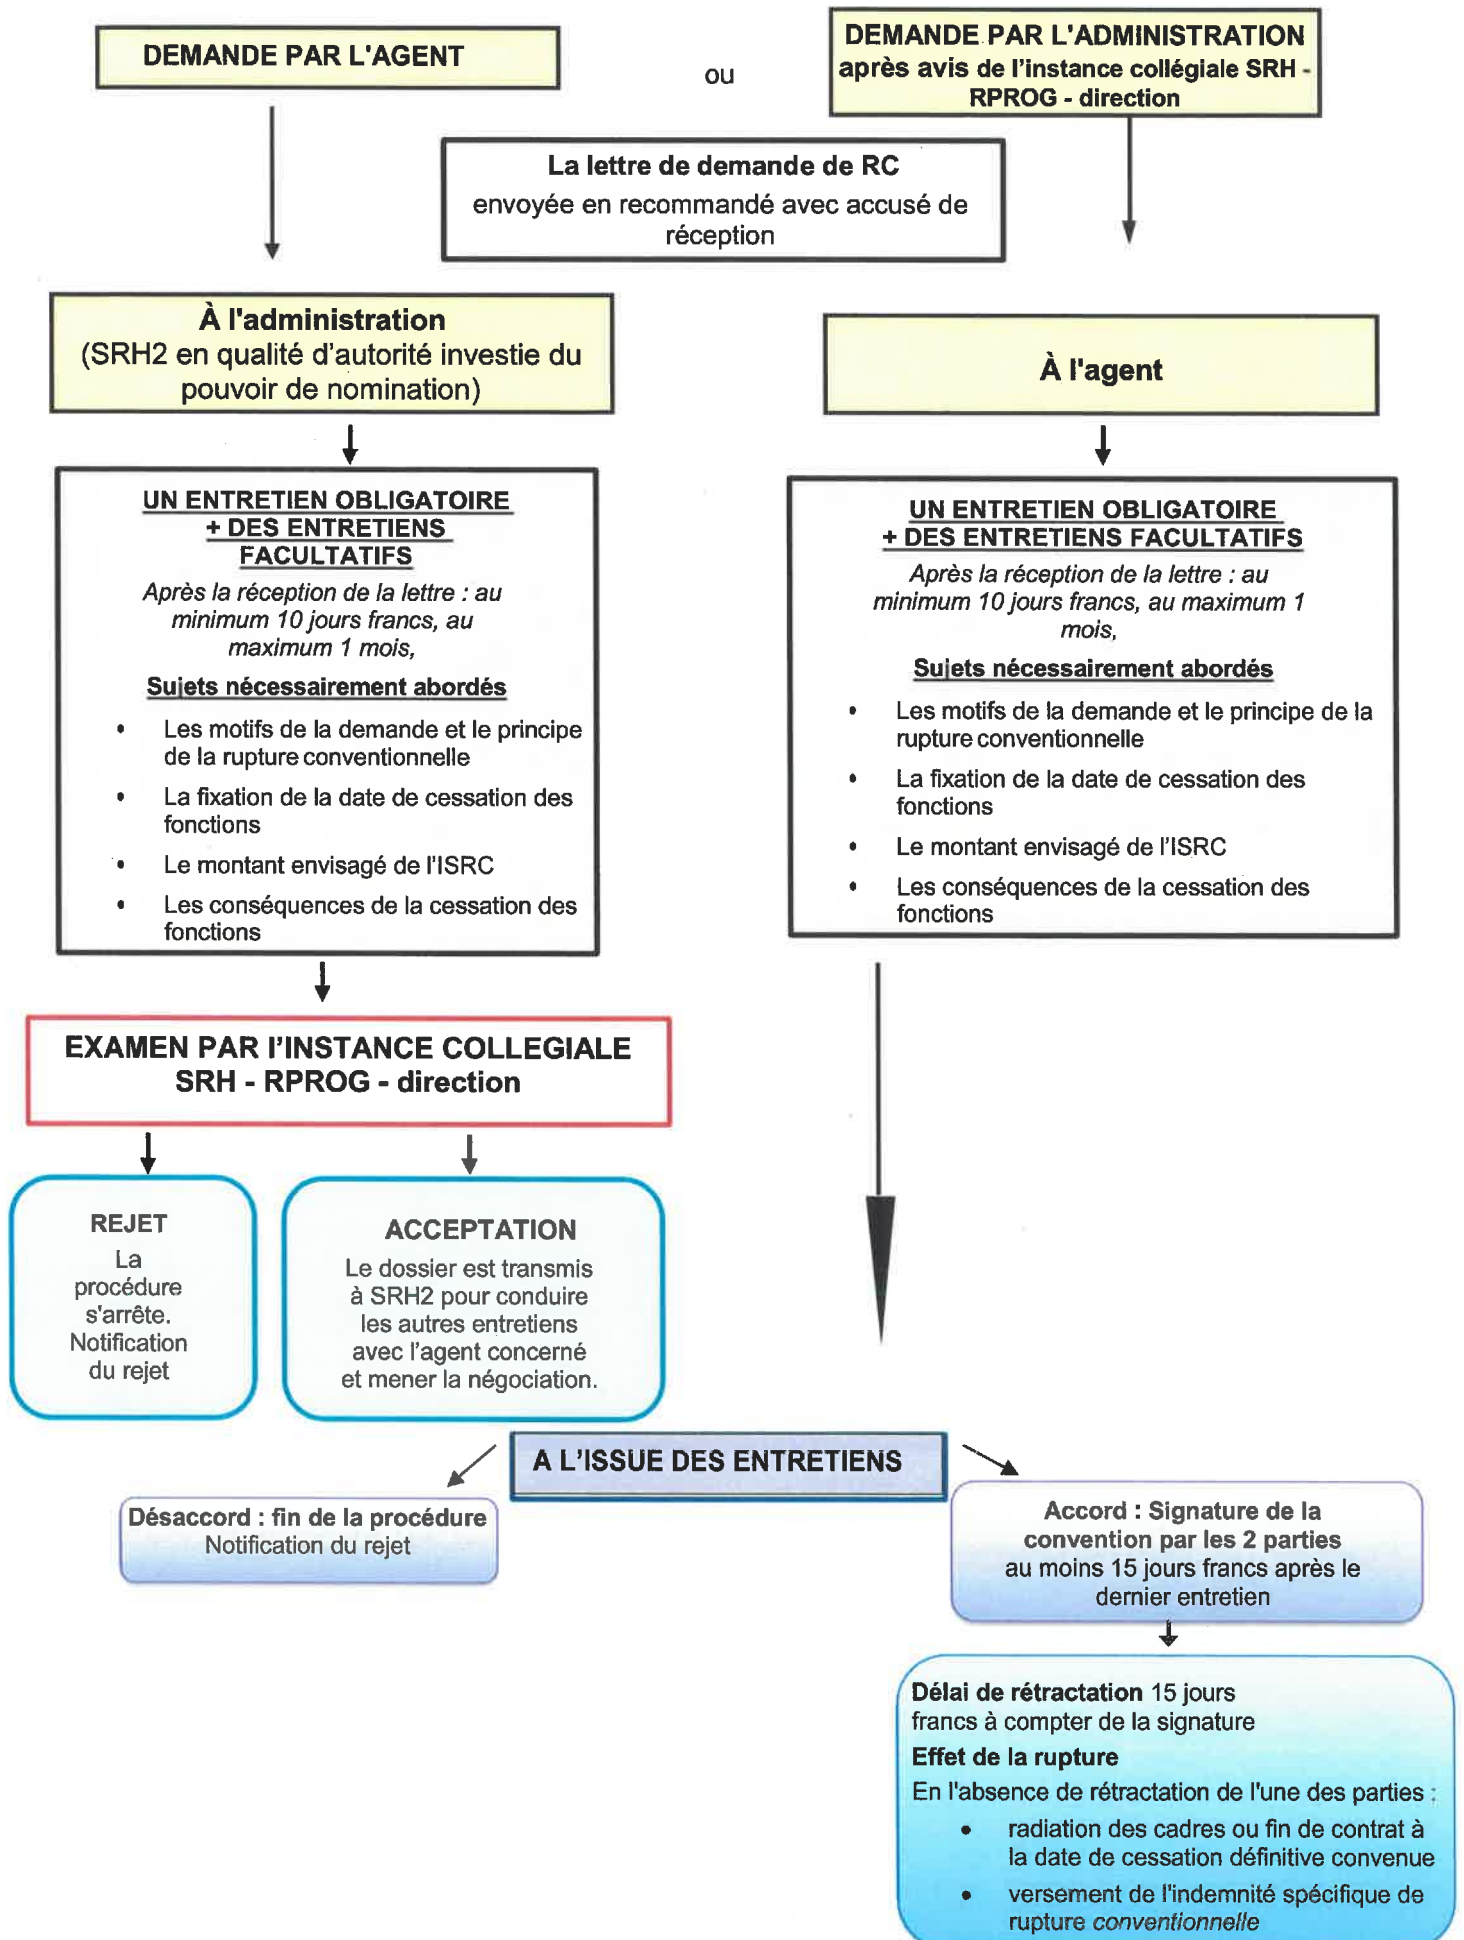 DEMANDE PAR L'AGENT
ou
DEMANDE PAR L'ADMINISTRATION
après avis de l'instance collégiale SRH -
RPROG - direction
La lettre de demande de RC
envoyée en recommandé avec accusé de
réception
À l'administration
(SRH2 en qualité d'autorité investie du
pouvoir de nomination)
À l'agent
UN ENTRETIEN OBLIGATOIRE
+ DES ENTRETIENS
FACULTATIFS
Après la réception de la lettre : au
minimum 10 jours francs, au
maximum 1 mois,
Sujets nécessairement abordés
• Les motifs de la demande et le principe
de la rupture conventionnelle
• La fixation de la date de cessation des
fonctions
• Le montant envisagé de l'ISRC
• Les conséquences de la cessation des
fonctions
UN ENTRETIEN OBLIGATOIRE
+ DES ENTRETIENS FACULTATIFS
Après la réception de la lettre : au
minimum 10 jours francs, au maximum 1
mois,
Sujets nécessairement abordés
• Les motifs de la demande et le principe de la
rupture conventionnelle
• La fixation de la date de cessation des
fonctions
• Le montant envisagé de l'ISRC
• Les conséquences de la cessation des
fonctions
EXAMEN PAR l'INSTANCE COLLEGIALE
SRH - RPROG - direction
REJET
La
procédure
s'arrête.
Notification
du rejet
ACCEPTATION
Le dossier est transmis
à SRH2 pour conduire
les autres entretiens
avec l'agent concerné
et mener la négociation.
A L'ISSUE DES ENTRETIENS
Désaccord : fin de la procédure
Notification du rejet
Accord : Signature de la
convention par les 2 parties
au moins 15 jours francs après le
dernier entretien
Délai de rétractation 15 jours
francs à compter de la signature
Effet de la rupture
En l'absence de rétractation de l'une des parties :
• radiation des cadres ou fin de contrat à
la date de cessation définitive convenue
• versement de l'indemnité spécifique de
rupture conventionnelle